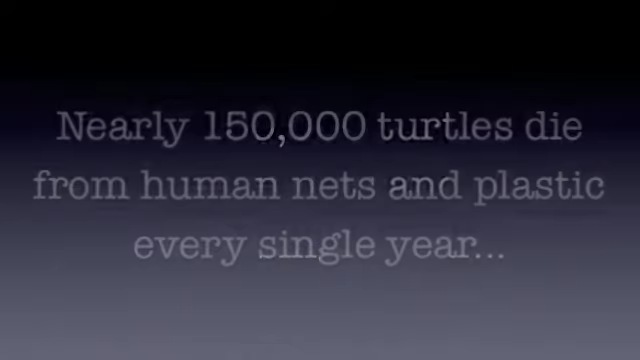 Nearly 150,000 turtles die
from human nets and plastic
every single year...